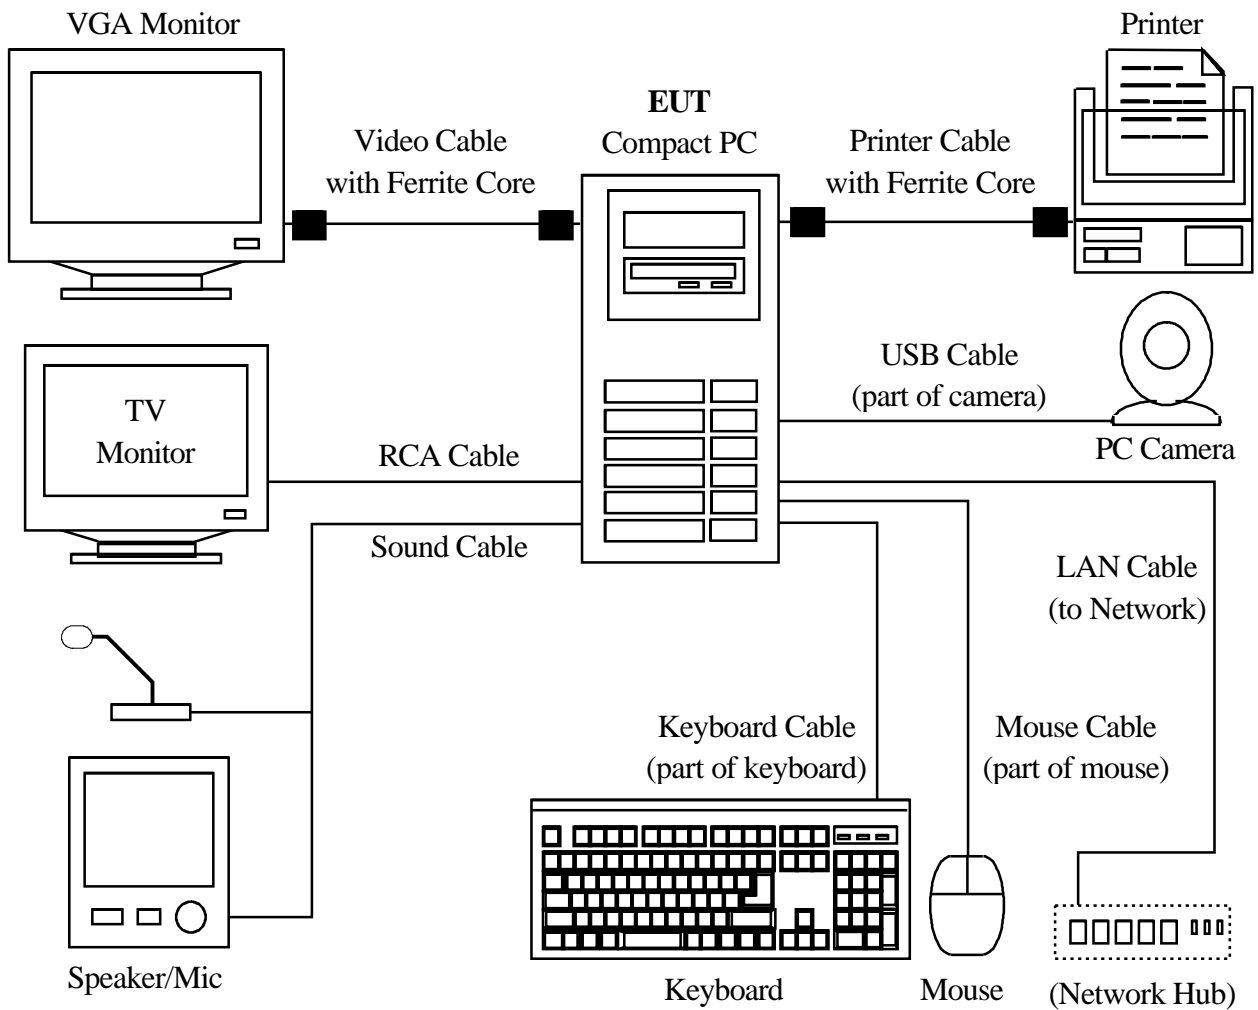 VGA Monitor
Printer
EUT
Compact PC
Video Cable
with Ferrite Core
Printer Cable
with Ferrite Core
USB Cable
(part of camera)
PC Camera
TV
Monitor
RCA Cable
Sound Cable
LAN Cable
(to Network)
Keyboard Cable
(part of keyboard)
Mouse Cable
(part of mouse)
Speaker/Mic
Keyboard
Mouse
(Network Hub)